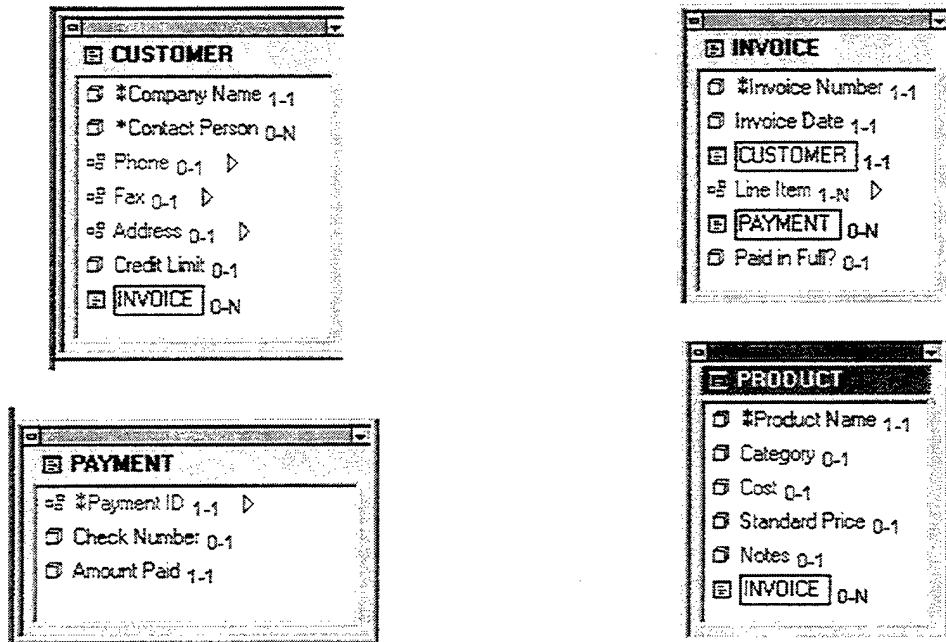 CUSTOMER
‡Company Name 1-1
*Contact Person 0-N
Phone 0-1
Fax 0-1
Address 0-1
Credit Limit 0-1
INVOICE 0-N
INVOICE
‡Invoice Number 1-1
Invoice Date 1-1
CUSTOMER 1-1
Line Item 1-N
PAYMENT 0-N
Paid in Full? 0-1
PAYMENT
‡Payment ID 1-1
Check Number 0-1
Amount Paid 1-1
PRODUCT
‡Product Name 1-1
Category 0-1
Cost 0-1
Standard Price 0-1
Notes 0-1
INVOICE 0-N